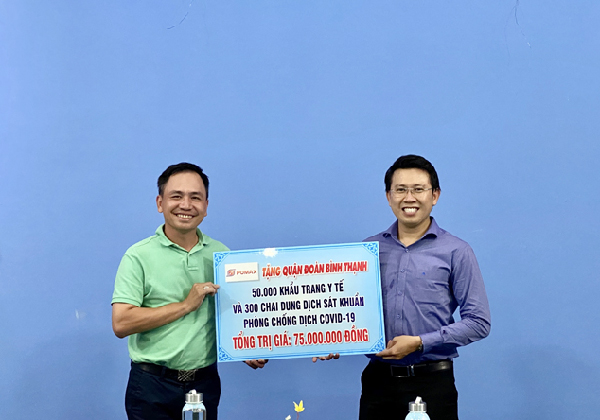 TẶNG QUẬN ĐOÀN BÌNH THẠNH
50.000 KHẨU TRANG Y TẾ
VÀ 300 CHAI DUNG DỊCH SÁT KHUẨN
PHÒNG CHỐNG DỊCH COVID-19
TỔNG TRỊ GIÁ: 75.000.000 ĐỒNG